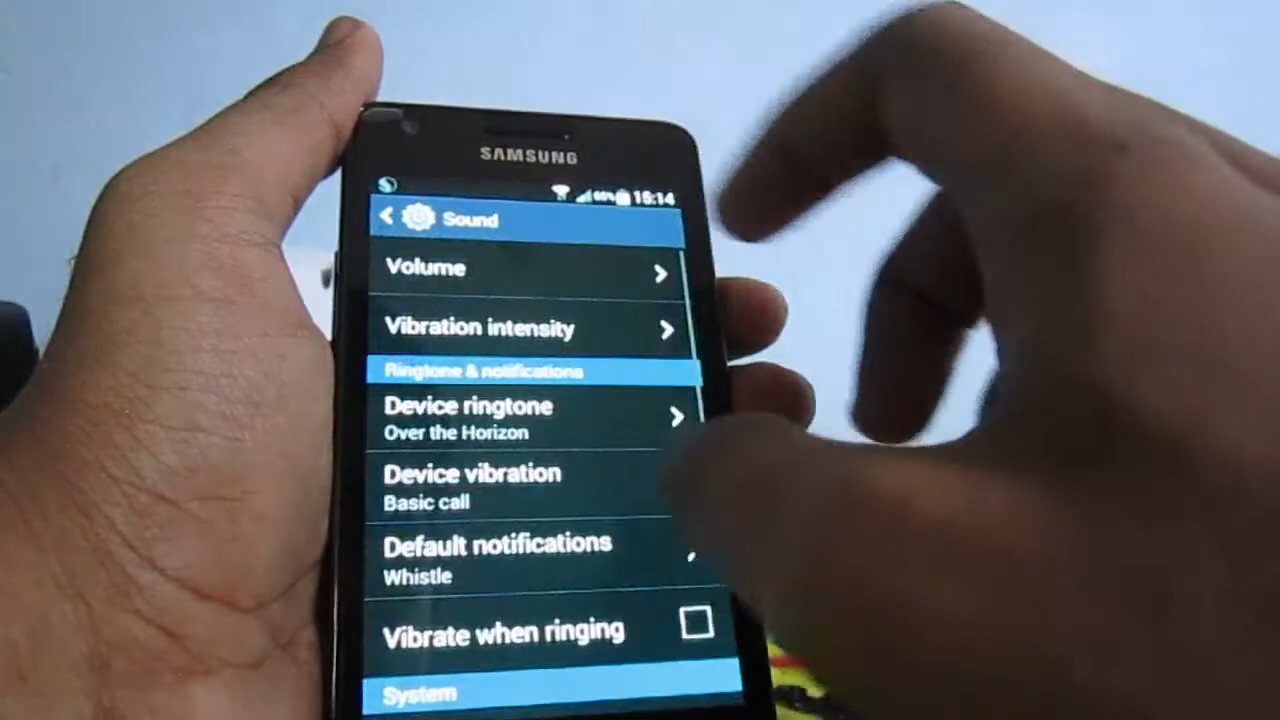 SAMSUNG
15:14
Sound
Volume
Vibration intensity
Ringtone & notifications
Device ringtone
Over the Horizon
Device vibration
Basic call
Default notifications
Whistle
Vibrate when ringing
System